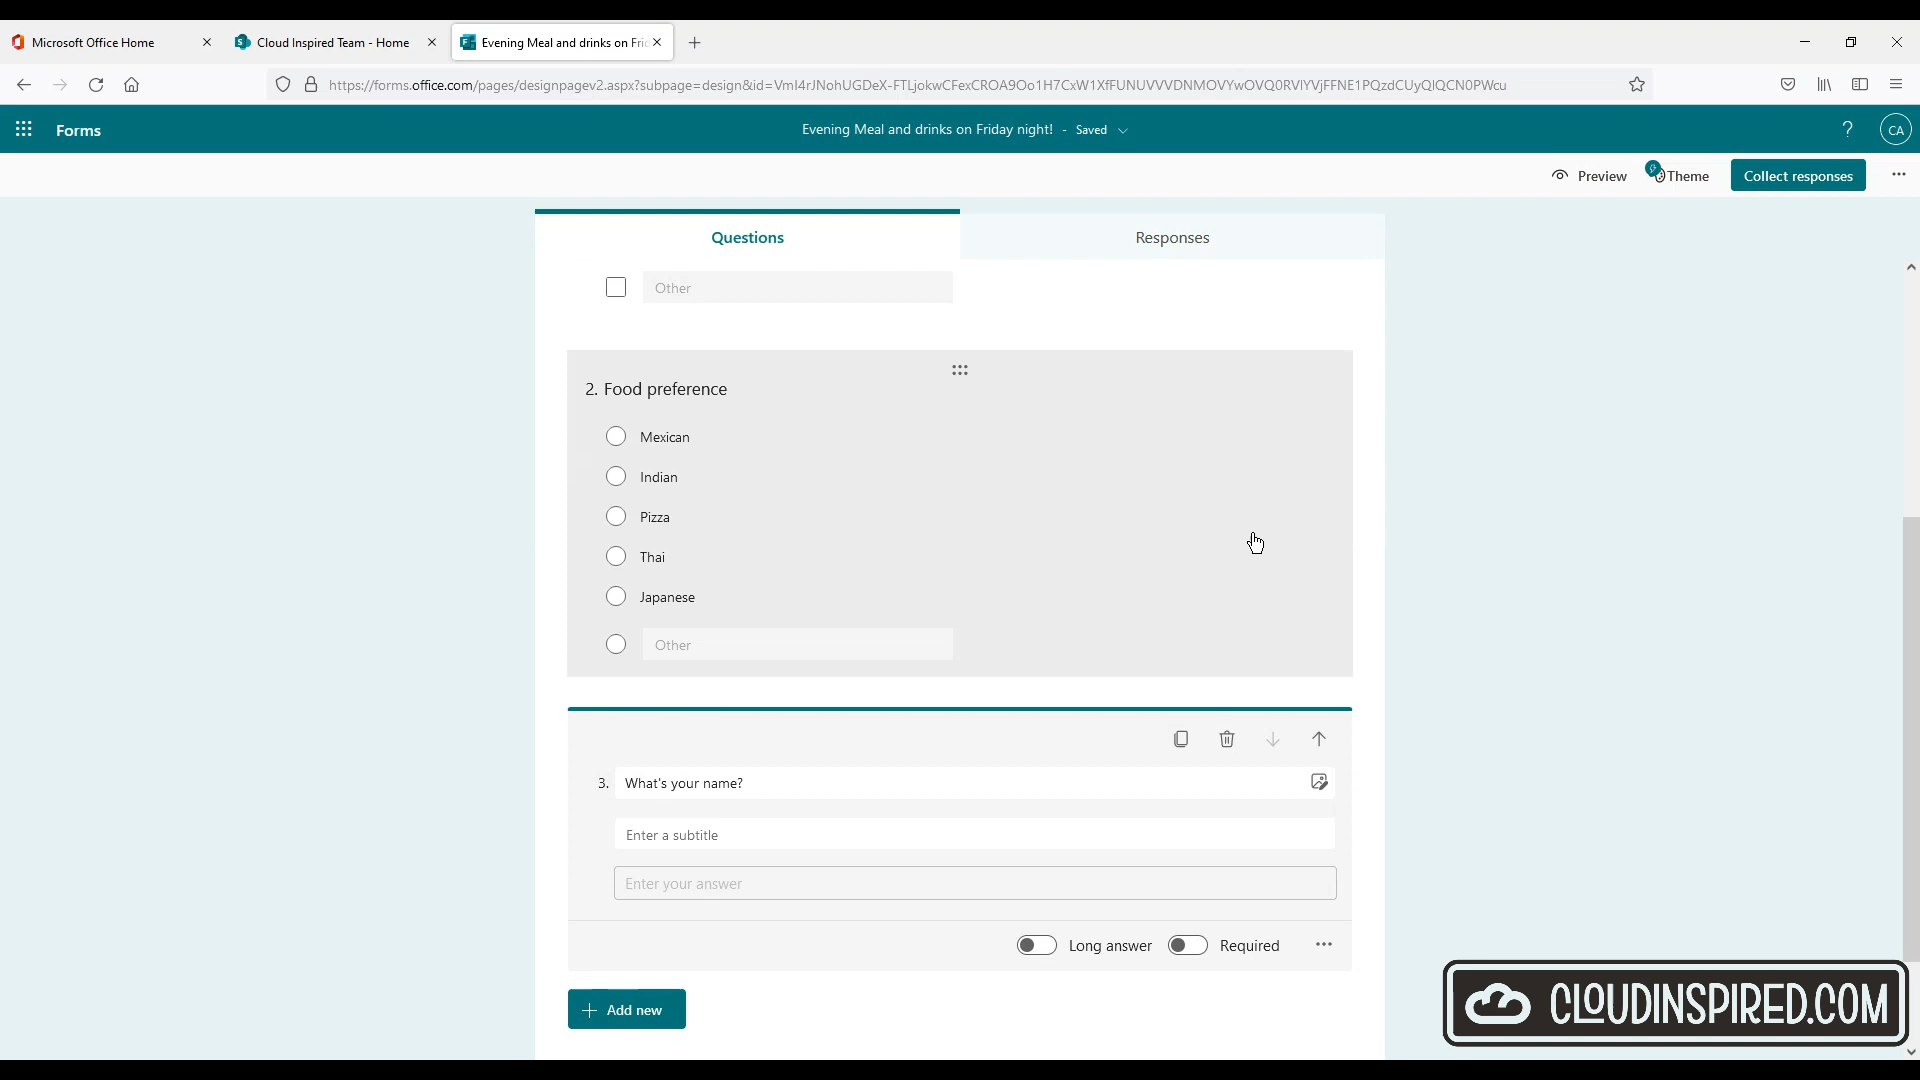 Microsoft Office Home
Cloud Inspired Team - Home
Evening Meal and drinks on Frid
https://forms.office.com/pages/designpagev2.aspx?subpage=design&id=VmI4rJNohUGDeX-FTLjokwCFexCROA9Oo1H7CxW1XfFUNUVVVDNMOVYwOVQ0RVlYVjFFNE1PQzdCUyQlQCN0PWcu
Forms
Evening Meal and drinks on Friday night! - Saved
?
CA
Preview
Theme
Collect responses
Questions
Responses
Other
2. Food preference
Mexican
Indian
Pizza
Thai
Japanese
Other
3. What's your name?
Enter a subtitle
Enter your answer
Long answer
Required
Add new
CLOUDINSPIRED.COM